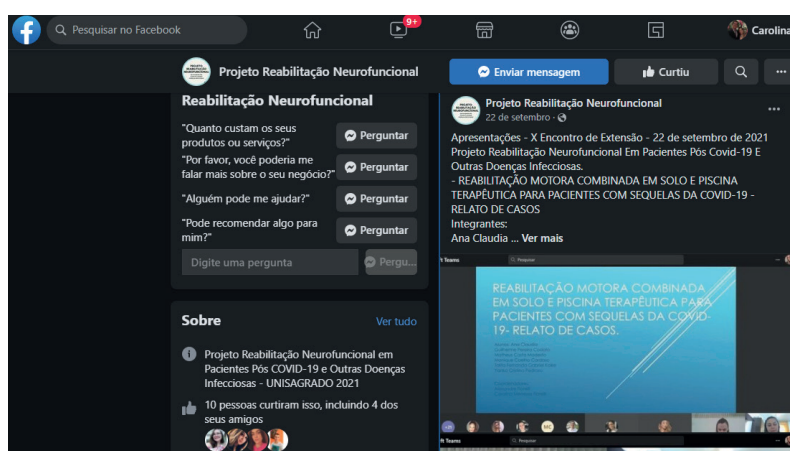 Pesquisar no Facebook
9+
Carolina
Projeto Reabilitação Neurofuncional
Enviar mensagem
Curtiu
Reabilitação Neurofuncional
"Quanto custam os seus
produtos ou serviços?"
Perguntar
"Por favor, você poderia me
falar mais sobre o seu negócio?"
Perguntar
"Alguém pode me ajudar?"
Perguntar
"Pode recomendar algo para
mim?"
Perguntar
Digite uma pergunta
Pergu...
Sobre
Ver tudo
Projeto Reabilitação Neurofuncional em
Pacientes Pós COVID-19 e Outras Doenças
Infecciosas - UNISAGRADO 2021
10 pessoas curtiram isso, incluindo 4 dos
seus amigos
Projeto Reabilitação Neurofuncional
22 de setembro ·
Apresentações - X Encontro de Extensão - 22 de setembro de 2021
Projeto Reabilitação Neurofuncional Em Pacientes Pós Covid-19 E
Outras Doenças Infecciosas.
- REABILITAÇÃO MOTORA COMBINADA EM SOLO E PISCINA
TERAPÊUTICA PARA PACIENTES COM SEQUELAS DA COVID-19 -
RELATO DE CASOS
Integrantes:
Ana Claudia ... Ver mais
ft Teams
Pesquisar
REABILITAÇÃO MOTORA COMBINADA
EM SOLO E PISCINA TERAPÊUTICA PARA
PACIENTES COM SEQUELAS DA COVID-
19- RELATO DE CASOS.
MC
ft Teams
Pesquisar